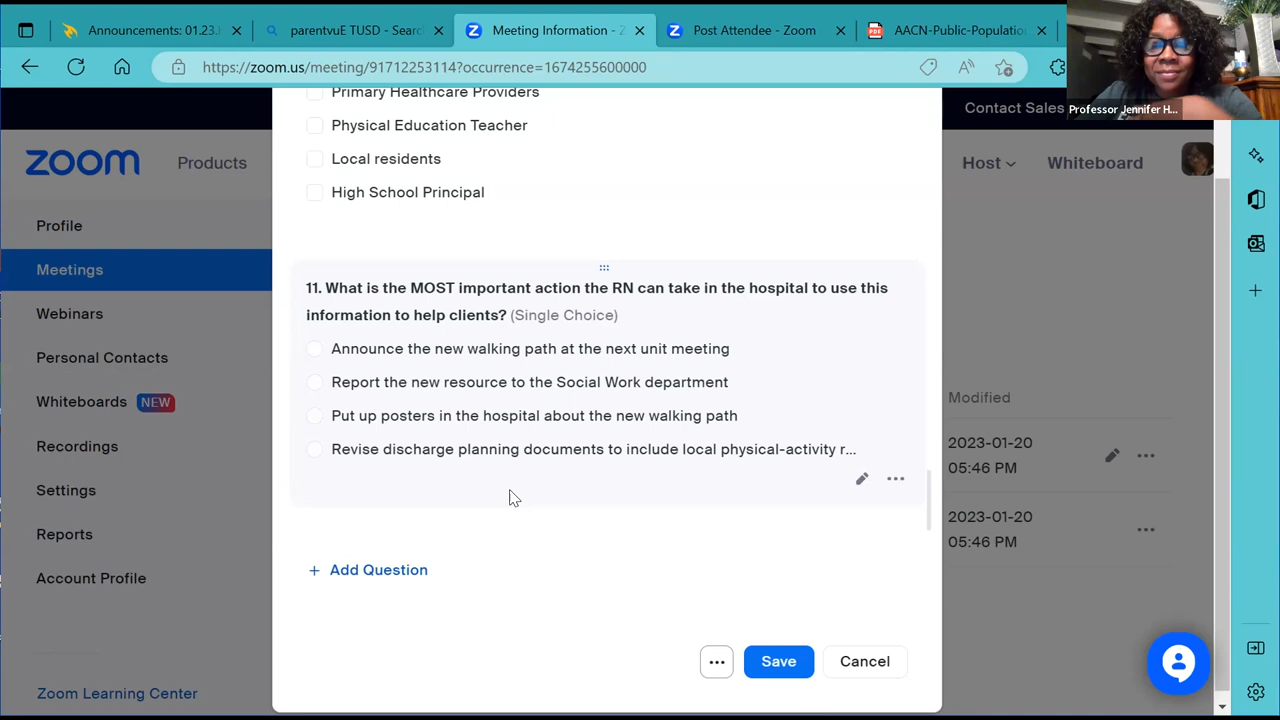 Announcements: 01.23.
parentvuE TUSD - Searc
Meeting Information - Z
Post Attendee - Zoom
AACN-Public-Populatio
https://zoom.us/meeting/91712253114?occurrence=1674255600000
Professor Jennifer H...
Contact Sales
zoom
Products
Host
Whiteboard
Profile
Meetings
Webinars
Personal Contacts
Whiteboards NEW
Recordings
Settings
Reports
Account Profile
Zoom Learning Center
Primary Healthcare Providers
Physical Education Teacher
Local residents
High School Principal
11. What is the MOST important action the RN can take in the hospital to use this
information to help clients? (Single Choice)
Announce the new walking path at the next unit meeting
Report the new resource to the Social Work department
Put up posters in the hospital about the new walking path
Revise discharge planning documents to include local physical-activity r...
+ Add Question
Save
Cancel
Modified
2023-01-20
05:46 PM
2023-01-20
05:46 PM